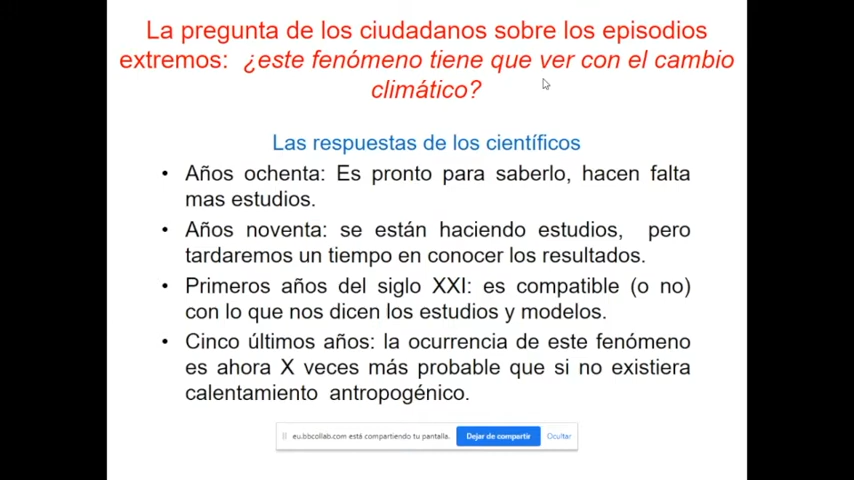 La pregunta de los ciudadanos sobre los episodios
extremos: ¿este fenómeno tiene que ver con el cambio
climático?
Las respuestas de los científicos
• Años ochenta: Es pronto para saberlo, hacen falta
mas estudios.
• Años noventa: se están haciendo estudios, pero
tardaremos un tiempo en conocer los resultados.
• Primeros años del siglo XXI: es compatible (o no)
con lo que nos dicen los estudios y modelos.
• Cinco últimos años: la ocurrencia de este fenómeno
es ahora X veces más probable que si no existiera
calentamiento antropogénico.
eu.bbcollab.com está compartiendo tu pantalla. Dejar de compartir Ocultar